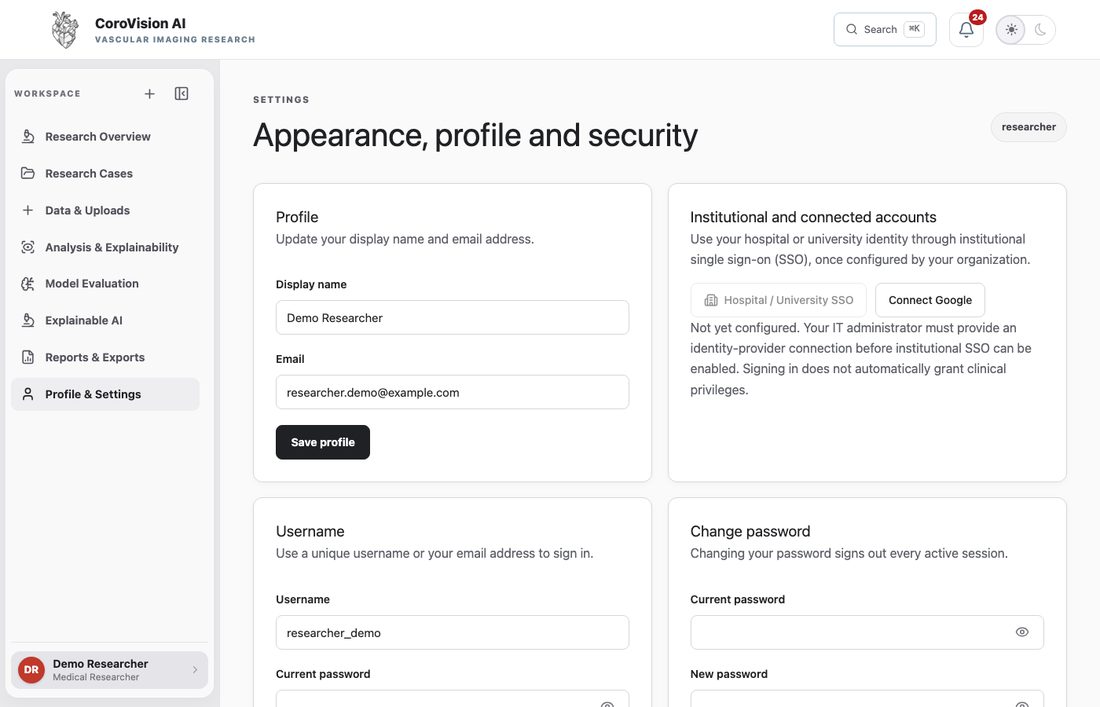 CoroVision AI
VASCULAR IMAGING RESEARCH
Search ⌘K
24
WORKSPACE
Research Overview
Research Cases
Data & Uploads
Analysis & Explainability
Model Evaluation
Explainable AI
Reports & Exports
Profile & Settings
DR
Demo Researcher
Medical Researcher
SETTINGS
Appearance, profile and security
researcher
Profile
Update your display name and email address.
Display name
Demo Researcher
Email
researcher.demo@example.com
Save profile
Institutional and connected accounts
Use your hospital or university identity through institutional
single sign-on (SSO), once configured by your organization.
Hospital / University SSO
Connect Google
Not yet configured. Your IT administrator must provide an
identity-provider connection before institutional SSO can be
enabled. Signing in does not automatically grant clinical
privileges.
Username
Use a unique username or your email address to sign in.
Username
researcher_demo
Current password
Change password
Changing your password signs out every active session.
Current password
New password